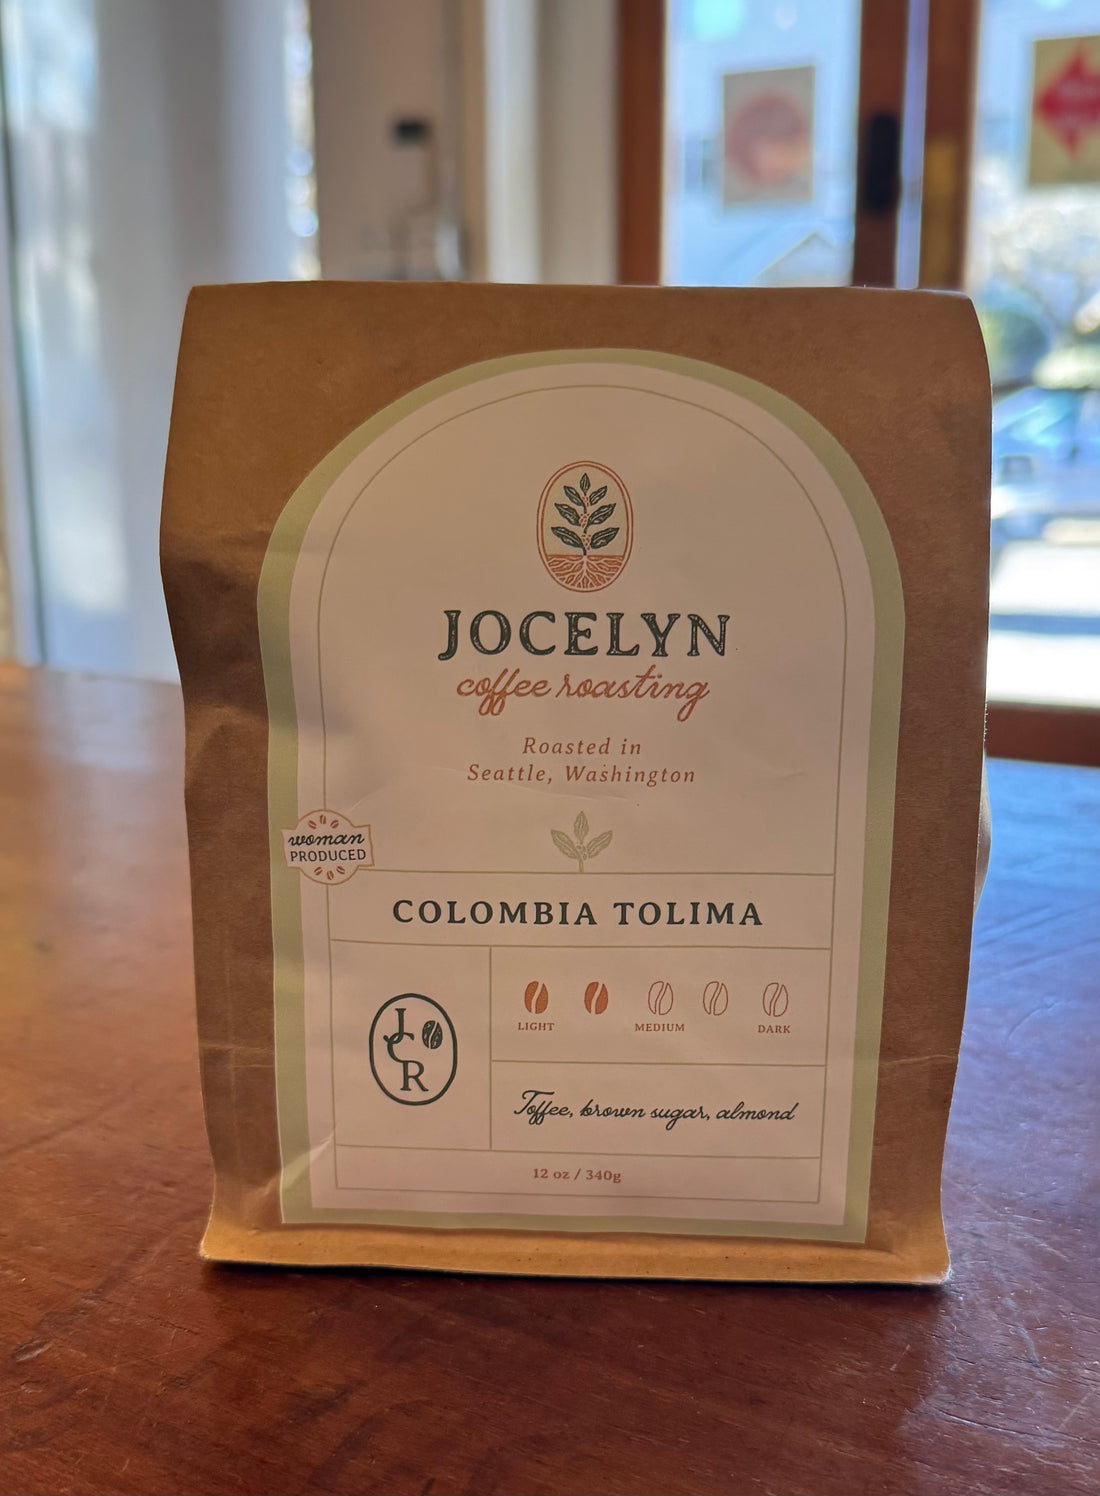 JOCELYN
coffee roasting
Roasted in
Seattle, Washington
woman
PRODUCED
COLOMBIA TOLIMA
JCR
LIGHT MEDIUM DARK
Toffee, brown sugar, almond
12 oz / 340g